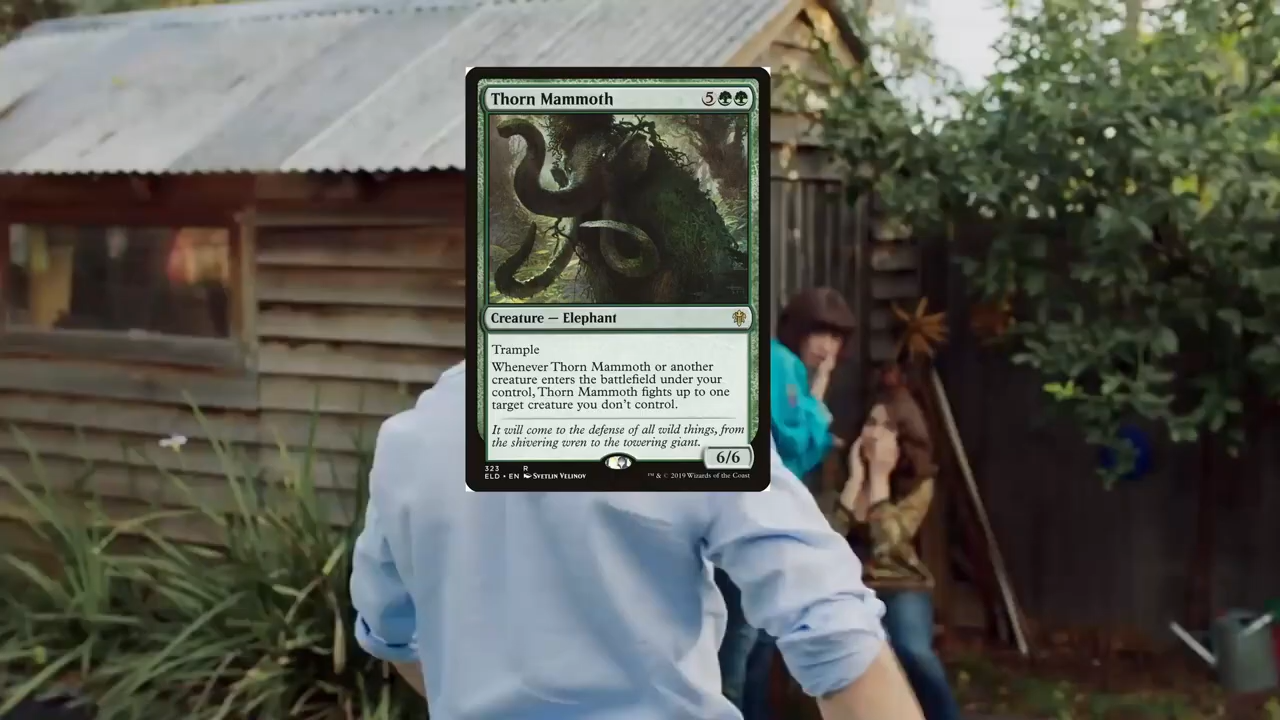 Thorn Mammoth 5
Creature — Elephant
Trample
Whenever Thorn Mammoth or another
creature enters the battlefield under your
control, Thorn Mammoth fights up to one
target creature you don't control.
It will come to the defense of all wild things, from
the shivering wren to the towering giant.
6/6
323 R
ELD • EN Svetlin Velinov ™ & © 2019 Wizards of the Coast